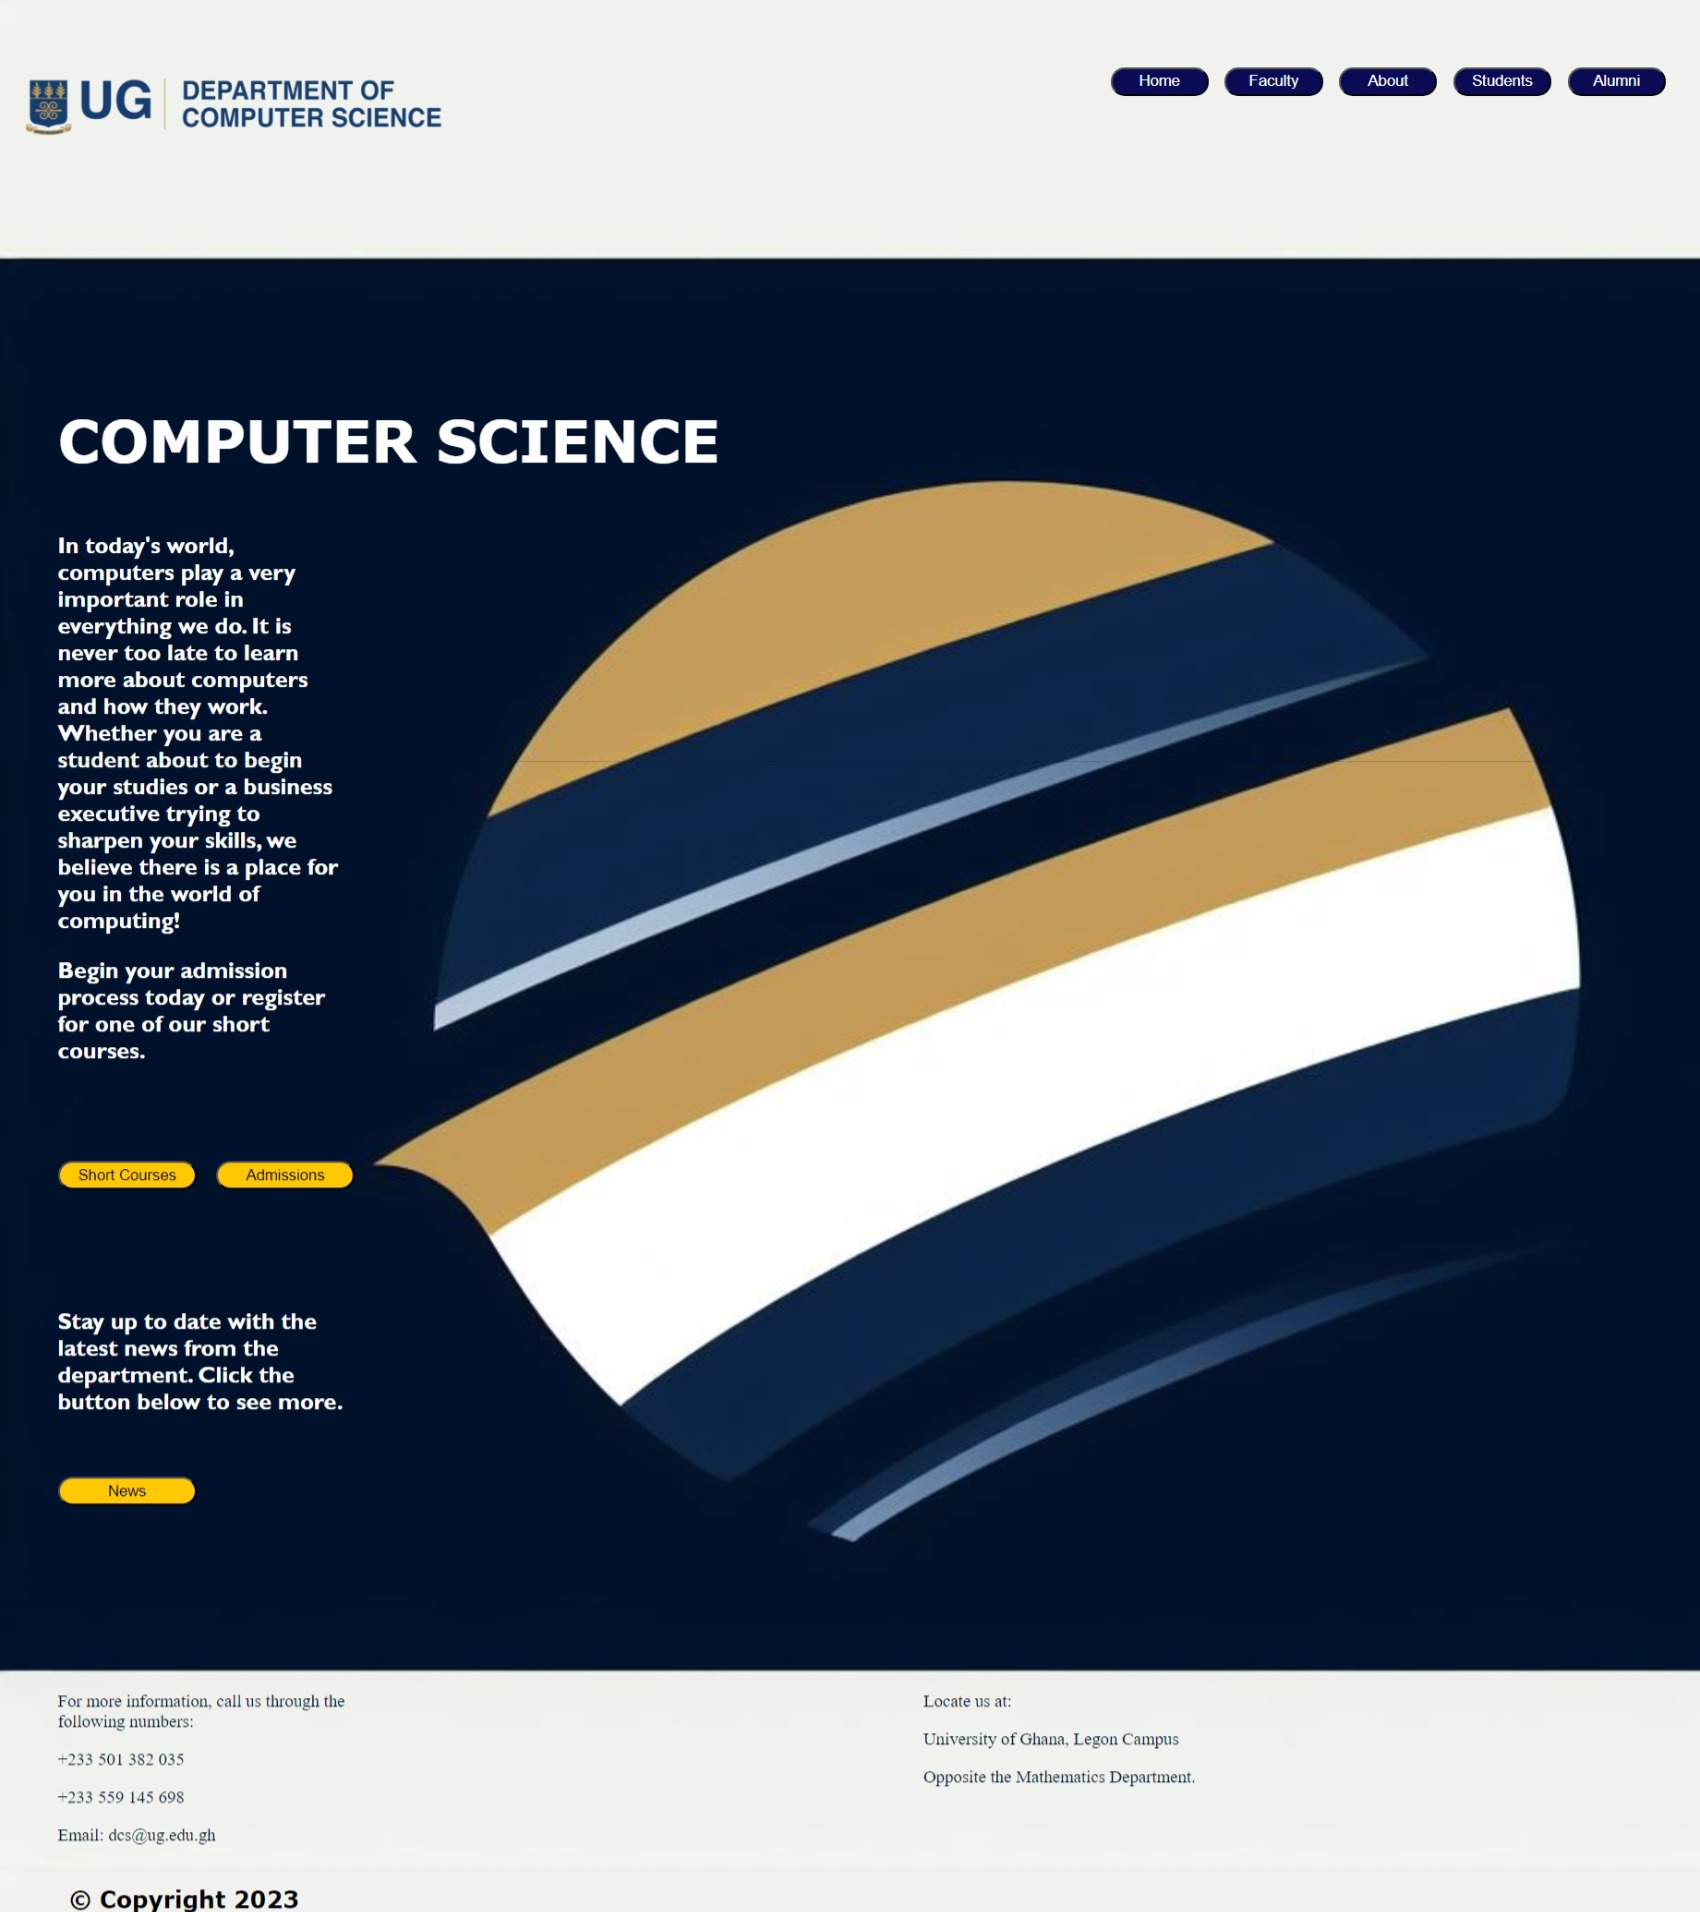 UG
DEPARTMENT OF
COMPUTER SCIENCE
Home
Faculty
About
Students
Alumni
COMPUTER SCIENCE
In today's world,
computers play a very
important role in
everything we do. It is
never too late to learn
more about computers
and how they work.
Whether you are a
student about to begin
your studies or a business
executive trying to
sharpen your skills, we
believe there is a place for
you in the world of
computing!
Begin your admission
process today or register
for one of our short
courses.
Short Courses
Admissions
Stay up to date with the
latest news from the
department. Click the
button below to see more.
News
For more information, call us through the
following numbers:
+233 501 382 035
+233 559 145 698
Email: dcs@ug.edu.gh
Locate us at:
University of Ghana, Legon Campus
Opposite the Mathematics Department.
© Copyright 2023